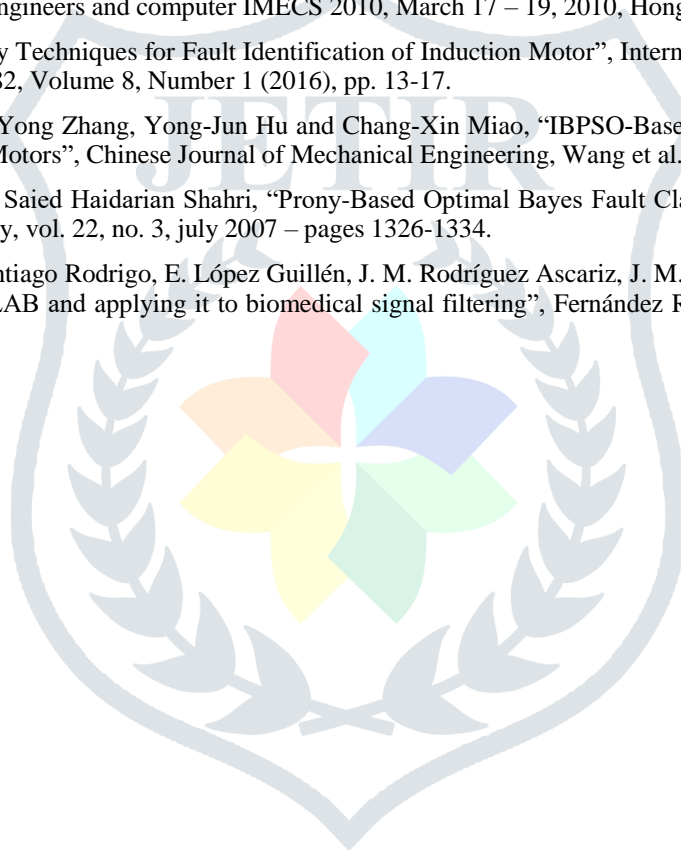 ngineers and computer IMECS 2010, March 17 – 19, 2010, Hong
y Techniques for Fault Identification of Induction Motor”, Intern
82, Volume 8, Number 1 (2016), pp. 13-17.
Yong Zhang, Yong-Jun Hu and Chang-Xin Miao, “IBPSO-Base
Motors”, Chinese Journal of Mechanical Engineering, Wang et al.
JETIR
Saied Haidarian Shahri, “Prony-Based Optimal Bayes Fault Cla
y, vol. 22, no. 3, july 2007 – pages 1326-1334.
ntiago Rodrigo, E. López Guillén, J. M. Rodríguez Ascariz, J. M.
LAB and applying it to biomedical signal filtering”, Fernández R